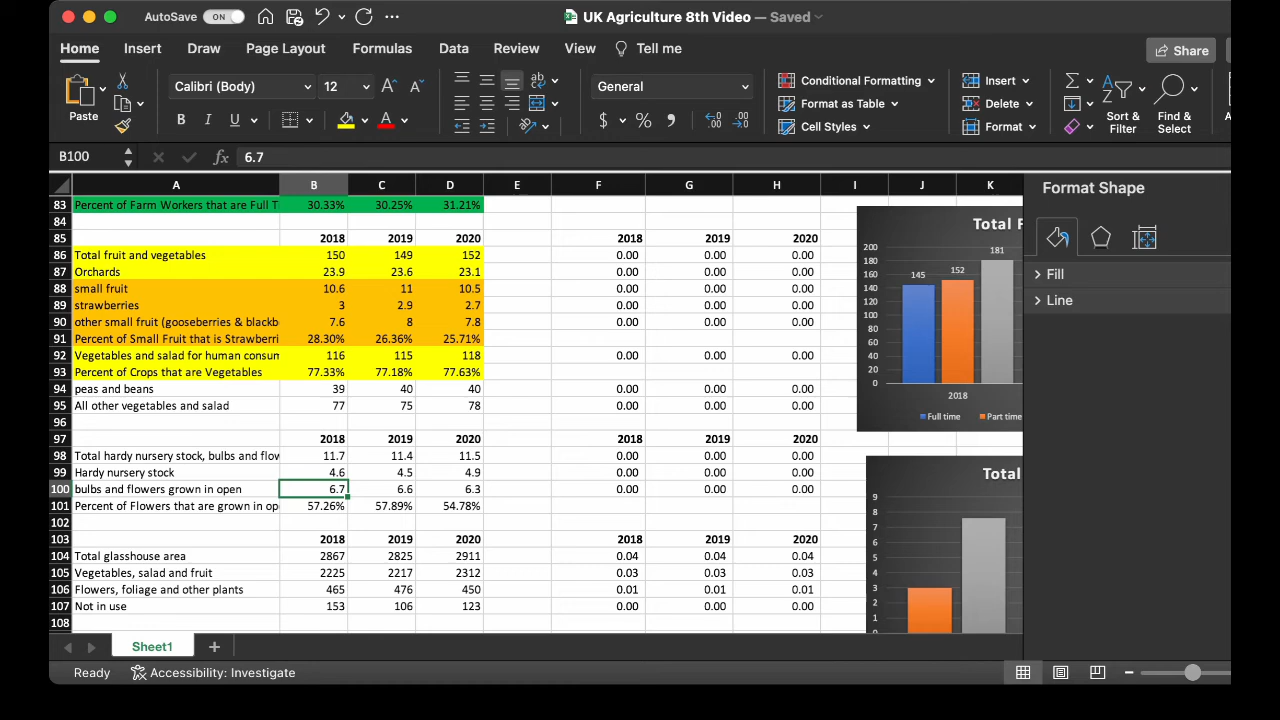 AutoSave ON ... UK Agriculture 8th Video — Saved
Home Insert Draw Page Layout Formulas Data Review View Tell me Share
Paste Calibri (Body) 12 A A ab General Conditional Formatting Insert Σ
Format as Table Delete
B I U A $ % Cell Styles Format Sort & Filter Find & Select
B100 fx 6.7
A B C D E F G H I J K
83 Percent of Farm Workers that are Full T 30.33% 30.25% 31.21%
84
85 2018 2019 2020 2018 2019 2020
86 Total fruit and vegetables 150 149 152 0.00 0.00 0.00
87 Orchards 23.9 23.6 23.1 0.00 0.00 0.00
88 small fruit 10.6 11 10.5 0.00 0.00 0.00
89 strawberries 3 2.9 2.7 0.00 0.00 0.00
90 other small fruit (gooseberries & blackb 7.6 8 7.8 0.00 0.00 0.00
91 Percent of Small Fruit that is Strawberri 28.30% 26.36% 25.71%
92 Vegetables and salad for human consum 116 115 118 0.00 0.00 0.00
93 Percent of Crops that are Vegetables 77.33% 77.18% 77.63%
94 peas and beans 39 40 40 0.00 0.00 0.00
95 All other vegetables and salad 77 75 78 0.00 0.00 0.00
96
97 2018 2019 2020 2018 2019 2020
98 Total hardy nursery stock, bulbs and flow 11.7 11.4 11.5 0.00 0.00 0.00
99 Hardy nursery stock 4.6 4.5 4.9 0.00 0.00 0.00
100 bulbs and flowers grown in open 6.7 6.6 6.3 0.00 0.00 0.00
101 Percent of Flowers that are grown in op 57.26% 57.89% 54.78%
102
103 2018 2019 2020 2018 2019 2020
104 Total glasshouse area 2867 2825 2911 0.04 0.04 0.04
105 Vegetables, salad and fruit 2225 2217 2312 0.03 0.03 0.03
106 Flowers, foliage and other plants 465 476 450 0.01 0.01 0.01
107 Not in use 153 106 123 0.00 0.00 0.00
108
Total F
200
180
160
140
120
100
80
60
40
20
0
145 152 181
2018
Full time Part time
Total
9
8
7
6
5
4
3
2
1
0
Format Shape
Fill
Line
Sheet1 +
Ready Accessibility: Investigate